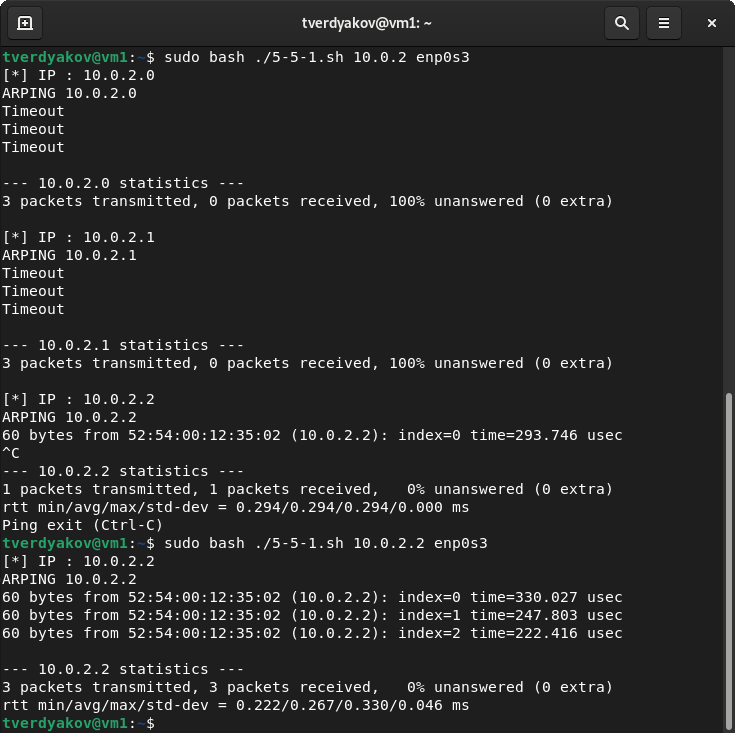 tverdyakov@vm1: ~
tverdyakov@vm1:~$ sudo bash ./5-5-1.sh 10.0.2 enp0s3
[*] IP : 10.0.2.0
ARPING 10.0.2.0
Timeout
Timeout
Timeout
--- 10.0.2.0 statistics ---
3 packets transmitted, 0 packets received, 100% unanswered (0 extra)
[*] IP : 10.0.2.1
ARPING 10.0.2.1
Timeout
Timeout
Timeout
--- 10.0.2.1 statistics ---
3 packets transmitted, 0 packets received, 100% unanswered (0 extra)
[*] IP : 10.0.2.2
ARPING 10.0.2.2
60 bytes from 52:54:00:12:35:02 (10.0.2.2): index=0 time=293.746 usec
^C
--- 10.0.2.2 statistics ---
1 packets transmitted, 1 packets received,   0% unanswered (0 extra)
rtt min/avg/max/std-dev = 0.294/0.294/0.294/0.000 ms
Ping exit (Ctrl-C)
tverdyakov@vm1:~$ sudo bash ./5-5-1.sh 10.0.2.2 enp0s3
[*] IP : 10.0.2.2
ARPING 10.0.2.2
60 bytes from 52:54:00:12:35:02 (10.0.2.2): index=0 time=330.027 usec
60 bytes from 52:54:00:12:35:02 (10.0.2.2): index=1 time=247.803 usec
60 bytes from 52:54:00:12:35:02 (10.0.2.2): index=2 time=222.416 usec
--- 10.0.2.2 statistics ---
3 packets transmitted, 3 packets received,   0% unanswered (0 extra)
rtt min/avg/max/std-dev = 0.222/0.267/0.330/0.046 ms
tverdyakov@vm1:~$